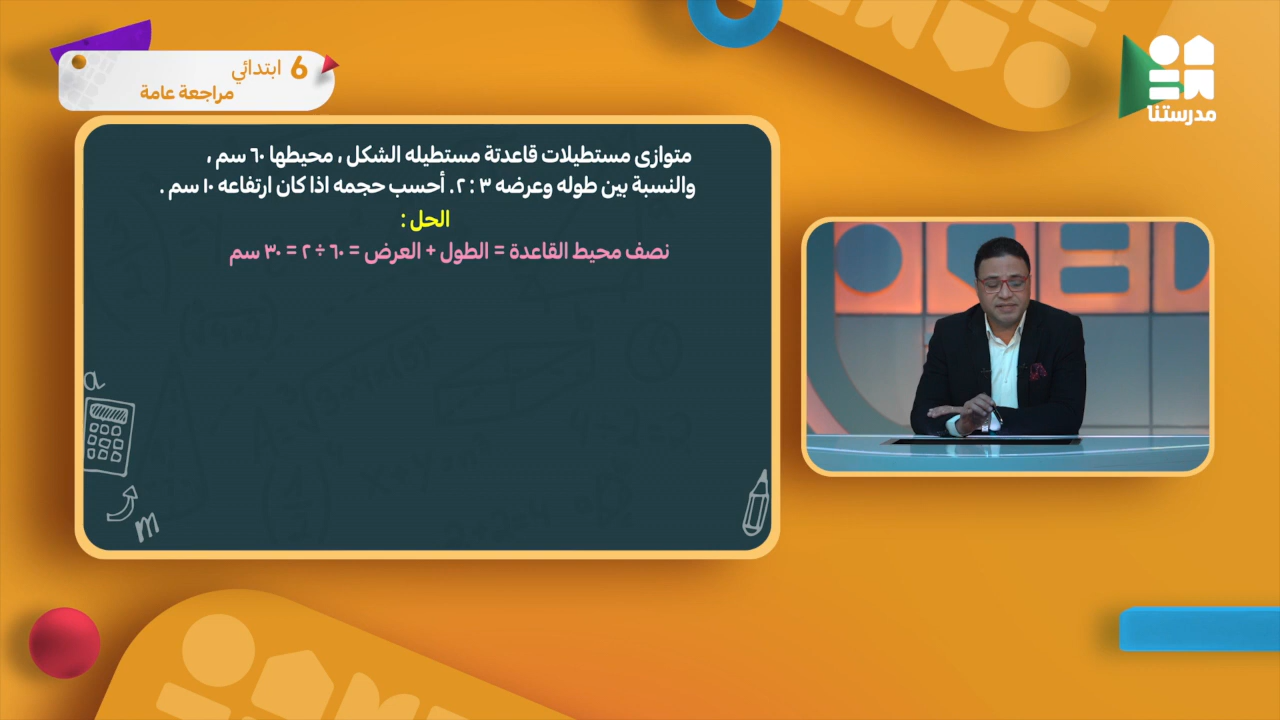 6 ابتدائي
مراجعة عامة
مدرستنا
متوازى مستطيلات قاعدتة مستطيله الشكل ، محيطها ٦٠ سم ،
والنسبة بين طوله وعرضه ٣ : ٢. أحسب حجمه اذا كان ارتفاعه ١٠ سم .
الحل :
نصف محيط القاعدة = الطول + العرض = ٦٠ ÷ ٢ = ٣٠ سم
a
m